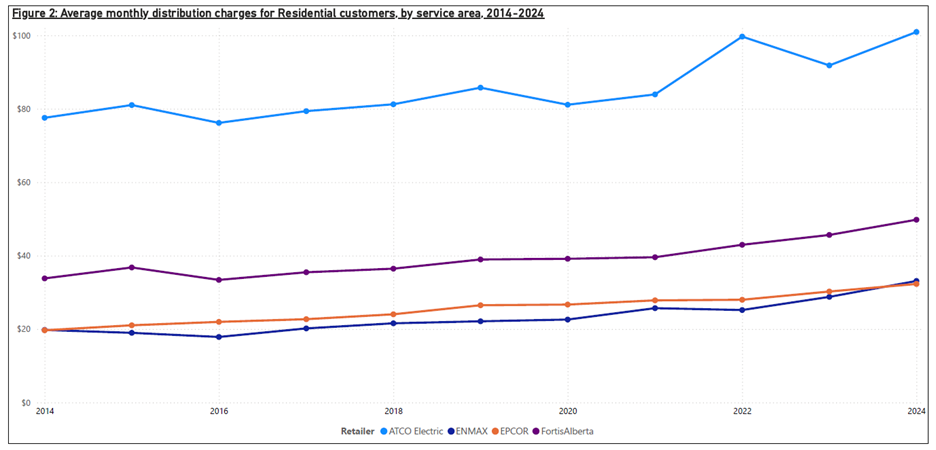 Figure 2: Average monthly distribution charges for Residential customers, by service area, 2014-2024
$100
$80
$60
$40
$20
$0
2014 2016 2018 2020 2022 2024
Retailer ATCO Electric ENMAX EPCOR FortisAlberta